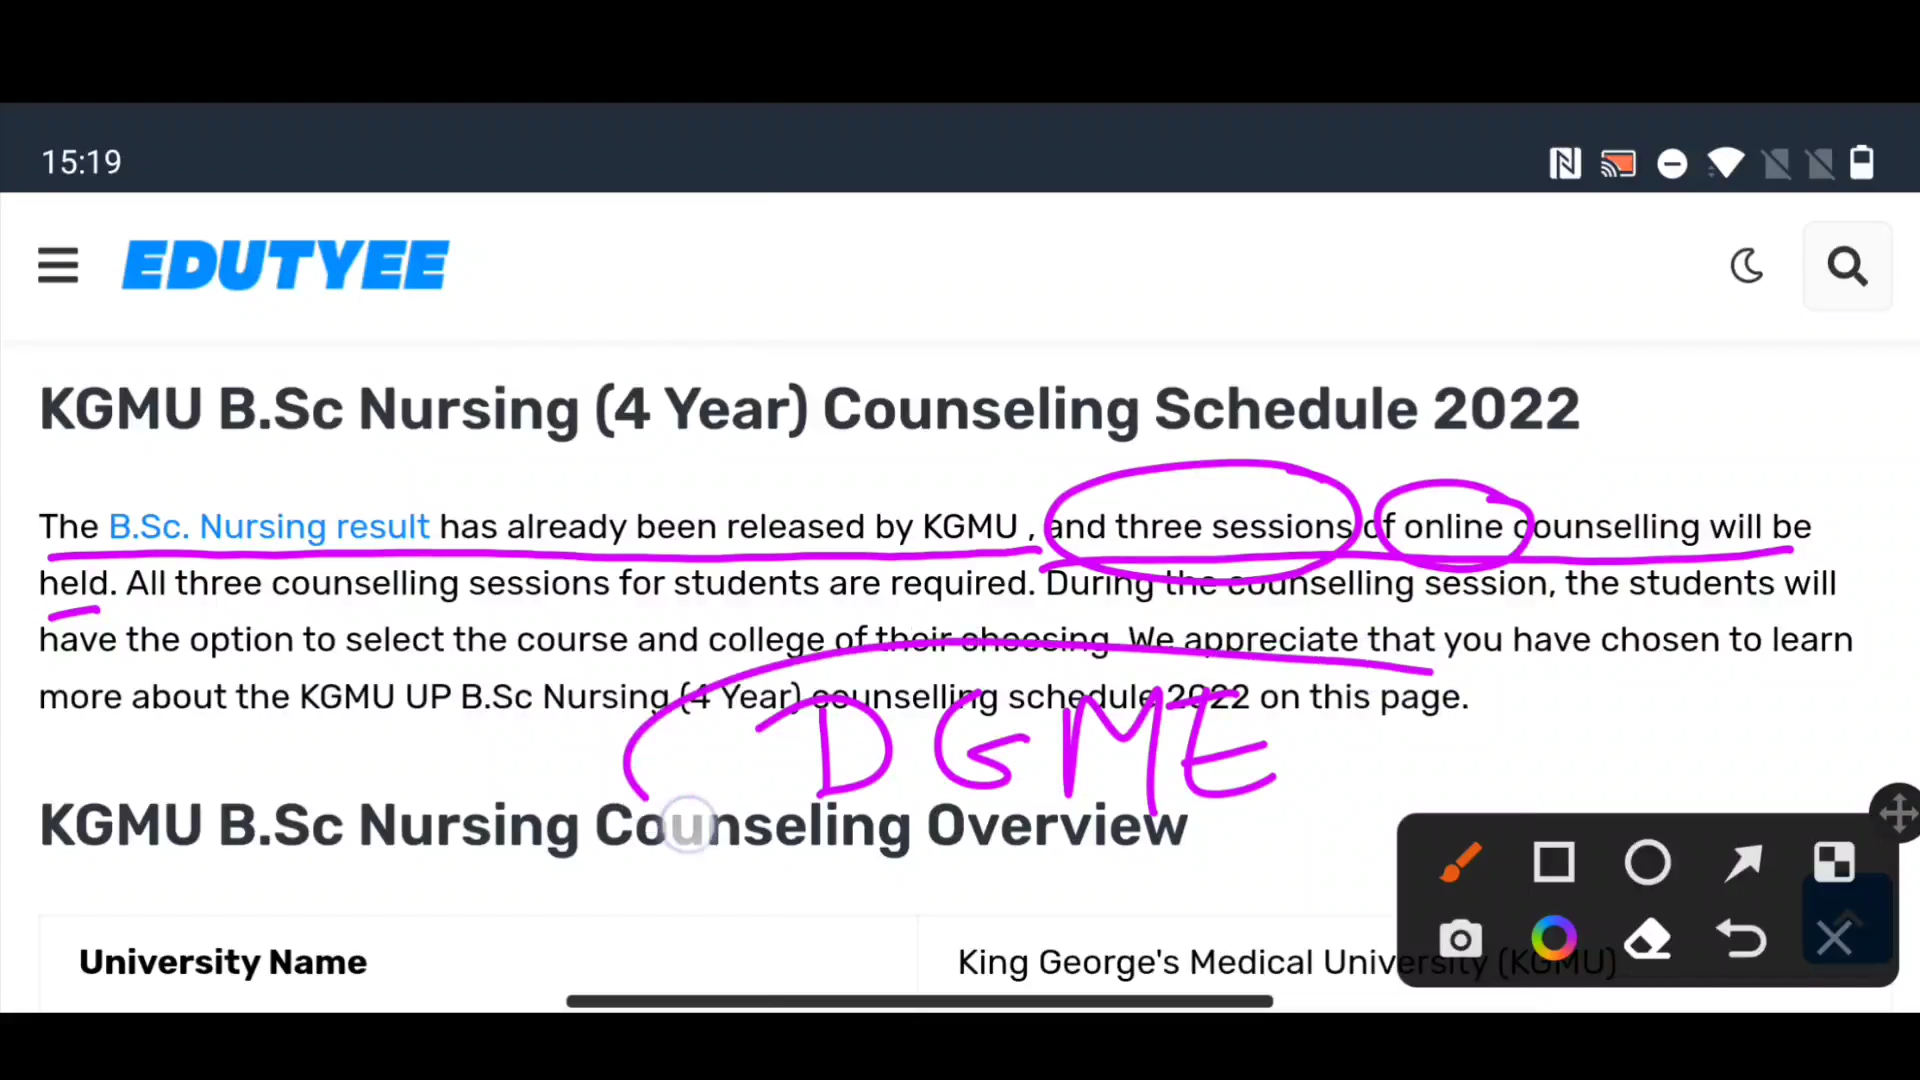 15:19
EDUTYEE
KGMU B.Sc Nursing (4 Year) Counseling Schedule 2022
The B.Sc. Nursing result has already been released by KGMU , and three sessions of online counselling will be
held. All three counselling sessions for students are required. During the counselling session, the students will
have the option to select the course and college of their choosing. We appreciate that you have chosen to learn
more about the KGMU UP B.Sc Nursing (4 Year) counselling schedule 2022 on this page.
DGME
KGMU B.Sc Nursing Counseling Overview
University Name King George's Medical University (KGMU)